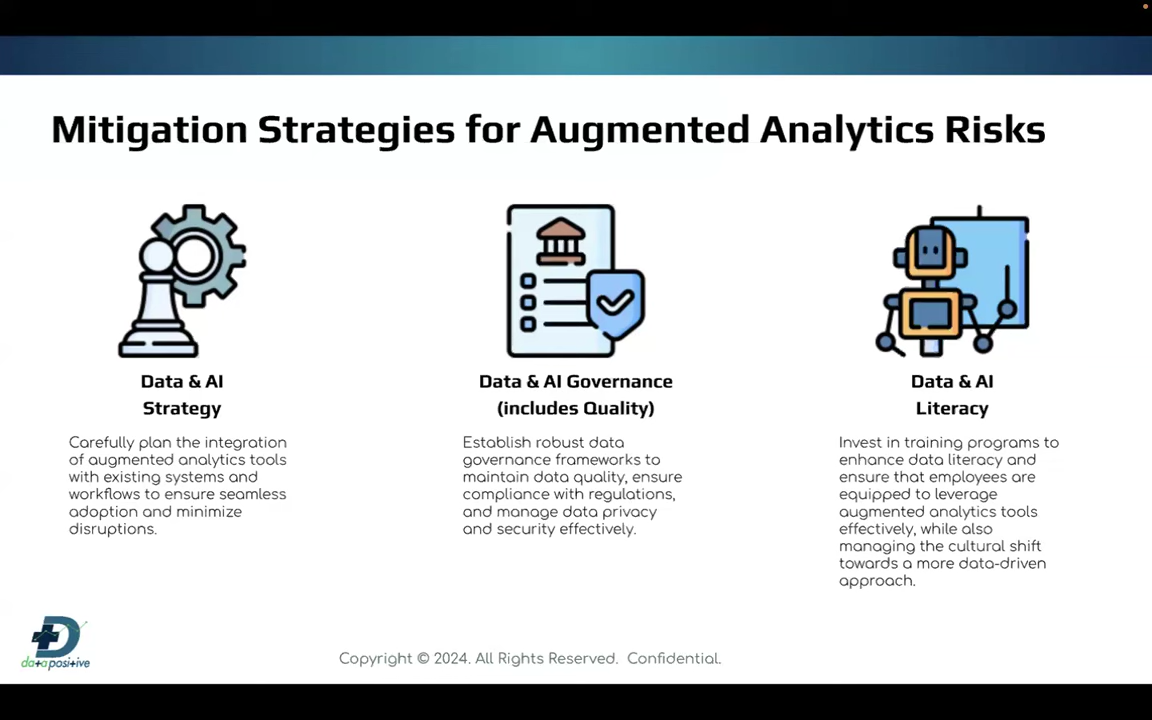 Mitigation Strategies for Augmented Analytics Risks
Data & AI
Strategy
Carefully plan the integration
of augmented analytics tools
with existing systems and
workflows to ensure seamless
adoption and minimize
disruptions.
Data & AI Governance
(includes Quality)
Establish robust data
governance frameworks to
maintain data quality, ensure
compliance with regulations,
and manage data privacy
and security effectively.
Data & AI
Literacy
Invest in training programs to
enhance data literacy and
ensure that employees are
equipped to leverage
augmented analytics tools
effectively, while also
managing the cultural shift
towards a more data-driven
approach.
data positive
Copyright © 2024. All Rights Reserved. Confidential.